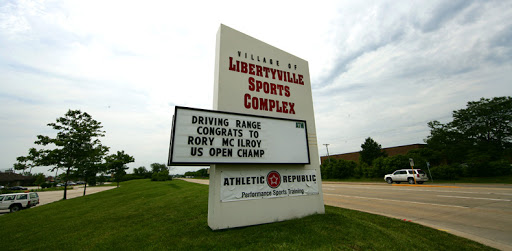 VILLAGE OF
LIBERTYVILLE
SPORTS
COMPLEX
DRIVING RANGE
CONGRATS TO
RORY MC ILROY
US OPEN CHAMP
ATHLETIC REPUBLIC
Performance Sports Training